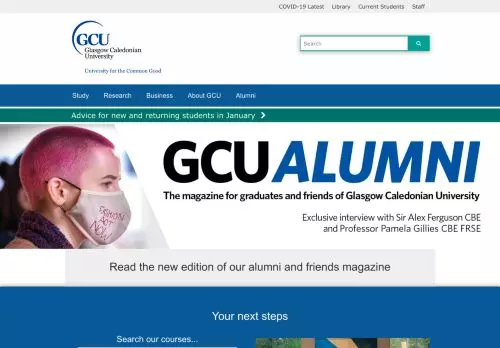 COVID-19 Latest Library Current Students Staff
GCU
Glasgow Caledonian
University
University for the Common Good
Search
Study Research Business About GCU Alumni
Advice for new and returning students in January
GCUALUMNI
The magazine for graduates and friends of Glasgow Caledonian University
Exclusive interview with Sir Alex Ferguson CBE
and Professor Pamela Gillies CBE FRSE
FASHION
ACT
NOW
Read the new edition of our alumni and friends magazine
Your next steps
Search our courses...